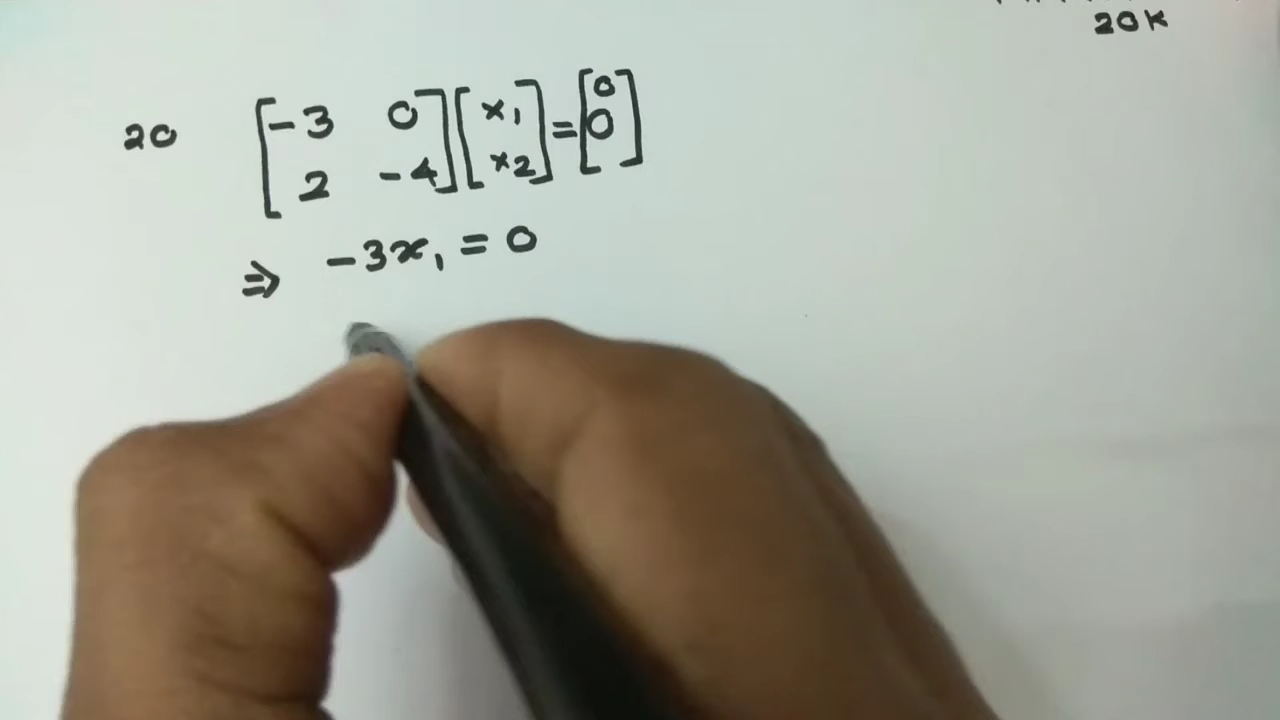 20K
20 [-3 0] [x1] = [0]
[2 -4] [x2] [0]
⇒ -3x1 = 0